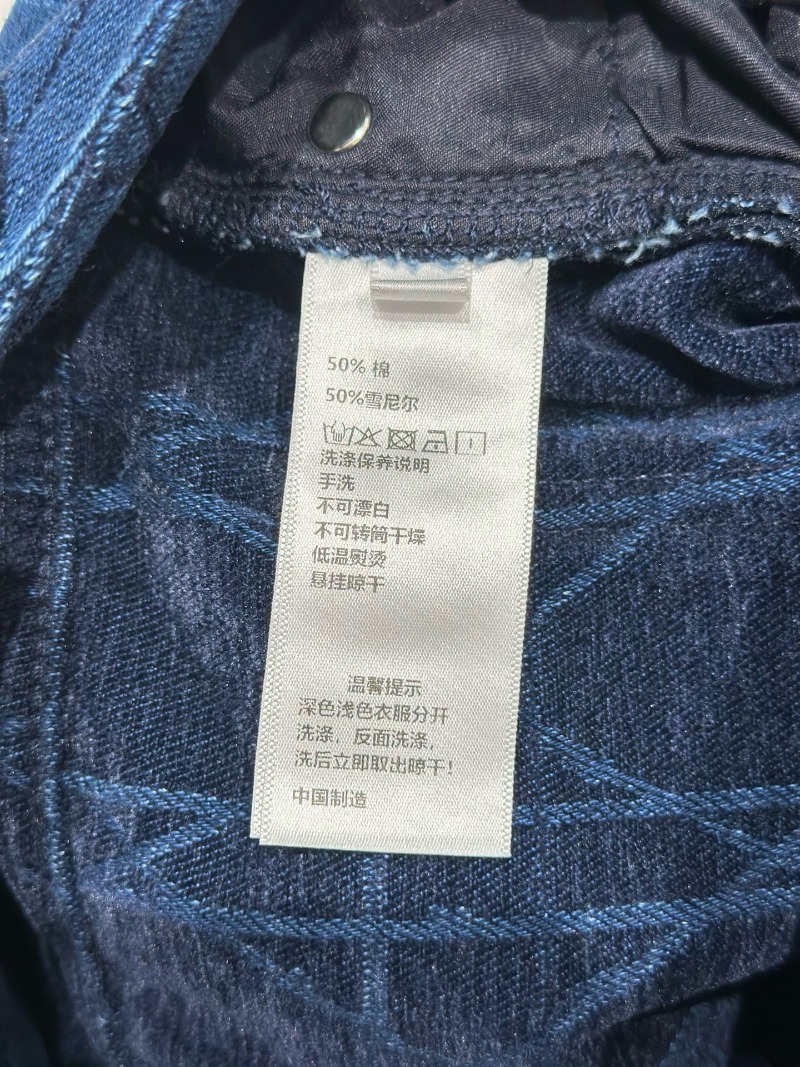 50% 棉
50%雪尼尔
洗涤保养说明
手洗
不可漂白
不可转筒干燥
低温熨烫
悬挂晾干
温馨提示
深色浅色衣服分开
洗涤，反面洗涤，
洗后立即取出晾干！
中国制造